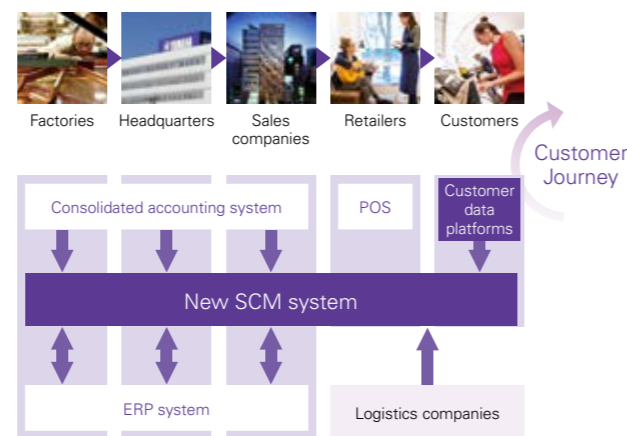 Factories
Headquarters
Sales
companies
Retailers
Customers
Customer
Journey
Consolidated accounting system
POS
Customer
data
platforms
New SCM system
ERP system
Logistics companies